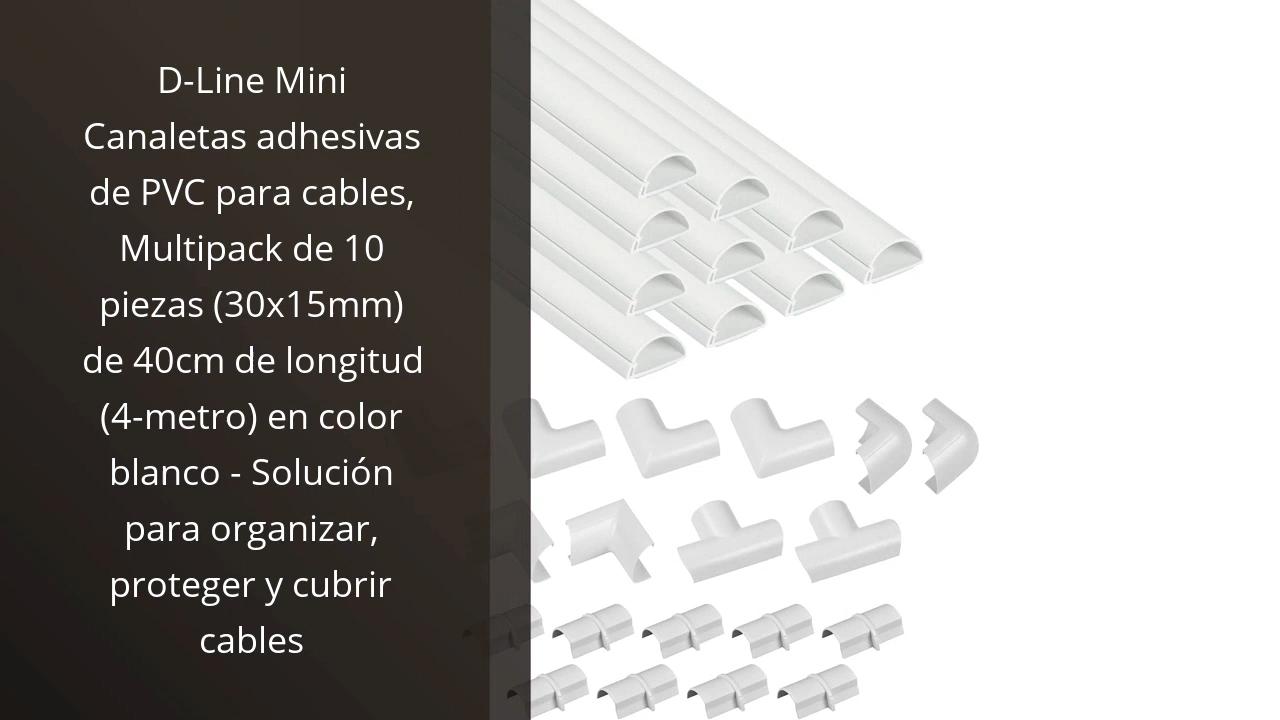 D-Line Mini
Canaletas adhesivas
de PVC para cables,
Multipack de 10
piezas (30x15mm)
de 40cm de longitud
(4-metro) en color
blanco - Solución
para organizar,
proteger y cubrir
cables